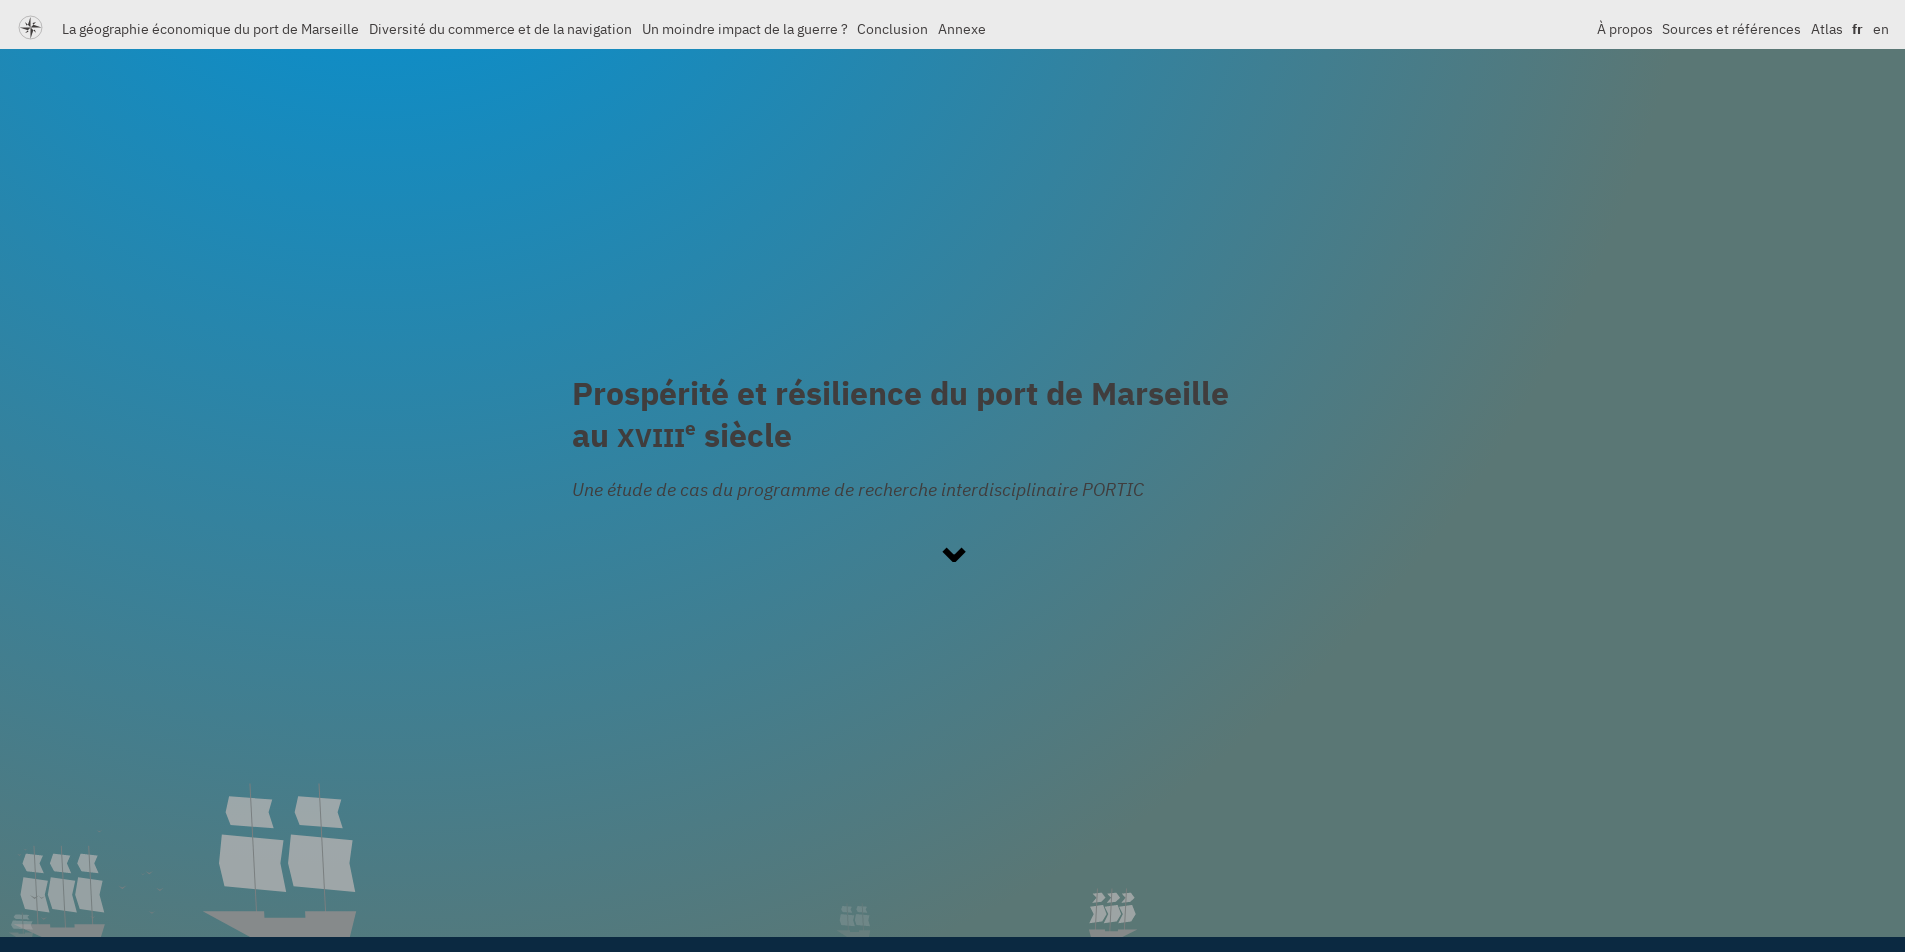 La géographie économique du port de Marseille Diversité du commerce et de la navigation Un moindre impact de la guerre ? Conclusion Annexe À propos Sources et références Atlas fr en
Prospérité et résilience du port de Marseille
au XVIIIe siècle
Une étude de cas du programme de recherche interdisciplinaire PORTIC